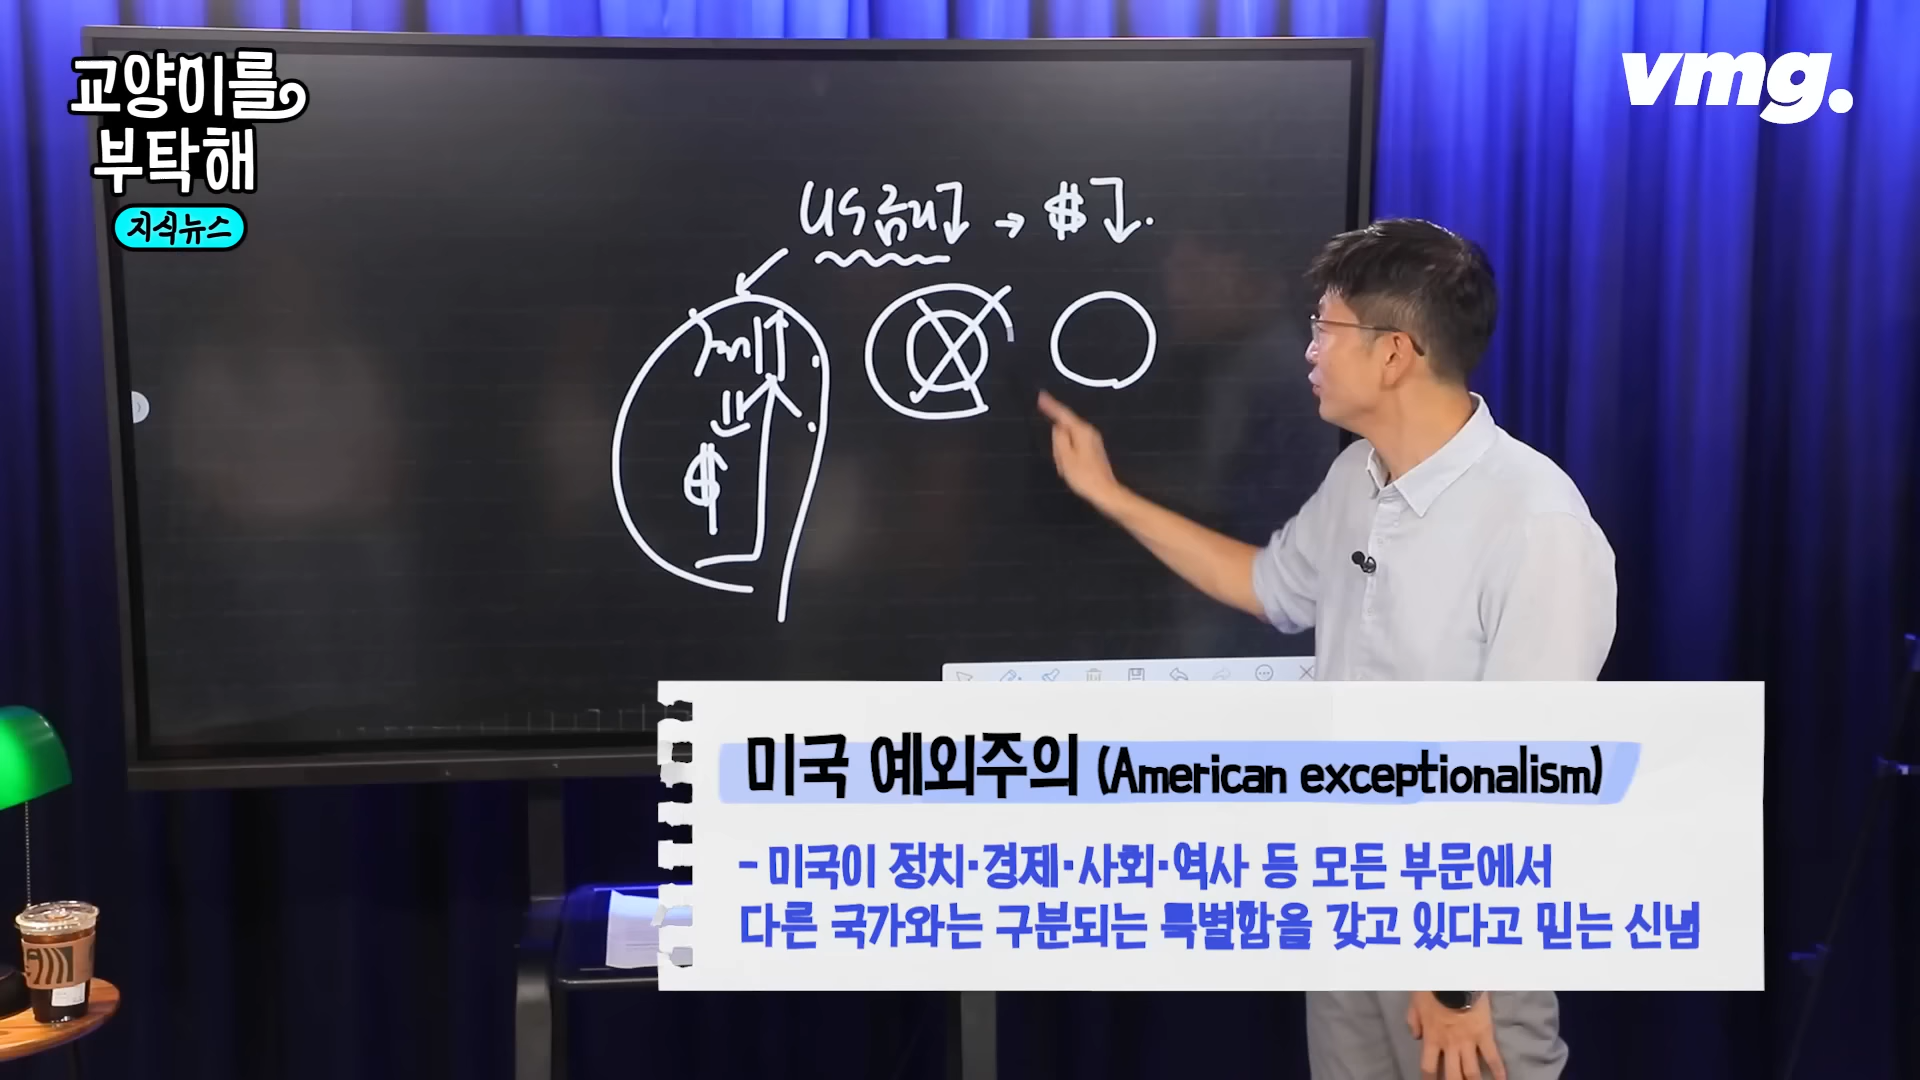 교양이를
부탁해
지식뉴스
vmg.
US금리↓ → $↓.
$
미국 예외주의 (American exceptionalism)
- 미국이 정치·경제·사회·역사 등 모든 부문에서
다른 국가와는 구분되는 특별함을 갖고 있다고 믿는 신념